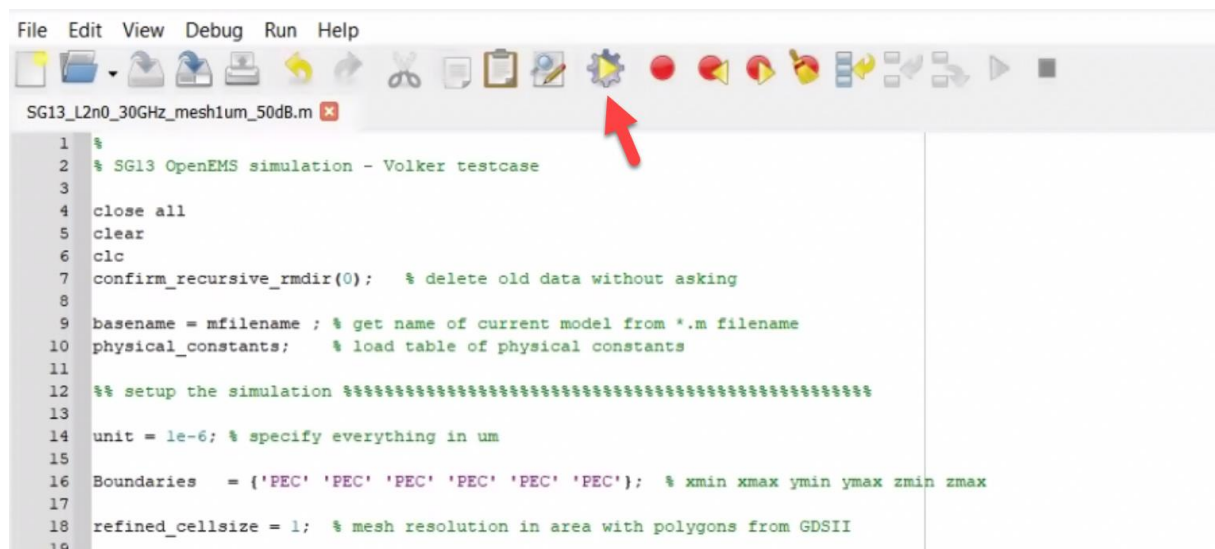 File Edit View Debug Run Help
SG13_L2n0_30GHz_mesh1um_50dB.m
1 %
2 % SG13 OpenEMS simulation - Volker testcase
3
4 close all
5 clear
6 clc
7 confirm_recursive_rmdir(0); % delete old data without asking
8
9 basename = mfilename ; % get name of current model from *.m filename
10 physical_constants; % load table of physical constants
11
12 %% setup the simulation %%%%%%%%%%%%%%%%%%%%%%%%%%%%%%%%%%%%%%%%%%%%%%%%%%%
13
14 unit = 1e-6; % specify everything in um
15
16 Boundaries = {'PEC' 'PEC' 'PEC' 'PEC' 'PEC' 'PEC'}; % xmin xmax ymin ymax zmin zmax
17
18 refined_cellsize = 1; % mesh resolution in area with polygons from GDSII
19